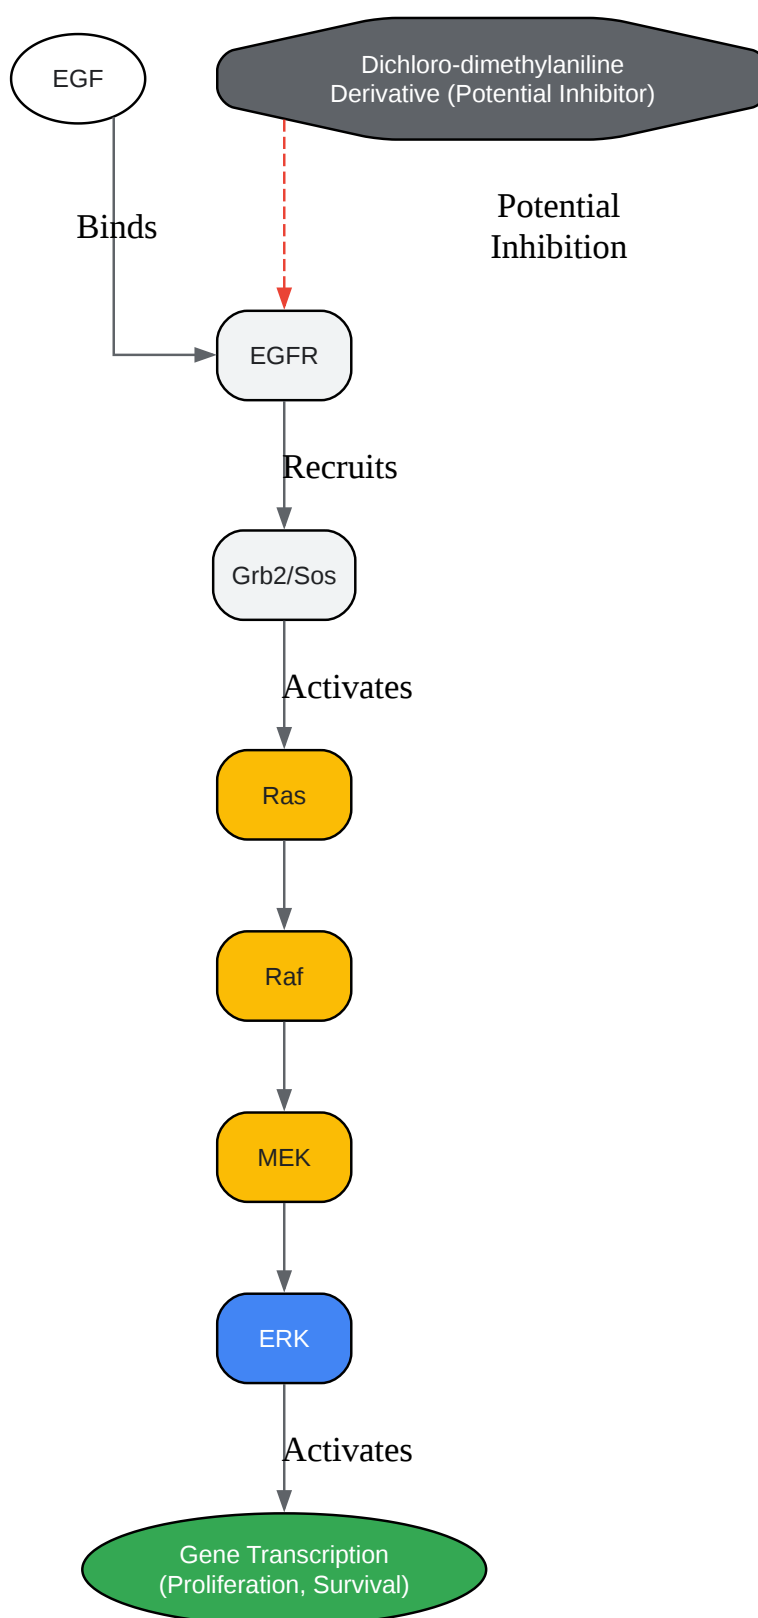 EGF
Dichloro-dimethylaniline
Derivative (Potential Inhibitor)
Binds
Potential
Inhibition
EGFR
Recruits
Grb2/Sos
Activates
Ras
Raf
MEK
ERK
Activates
Gene Transcription
(Proliferation, Survival)